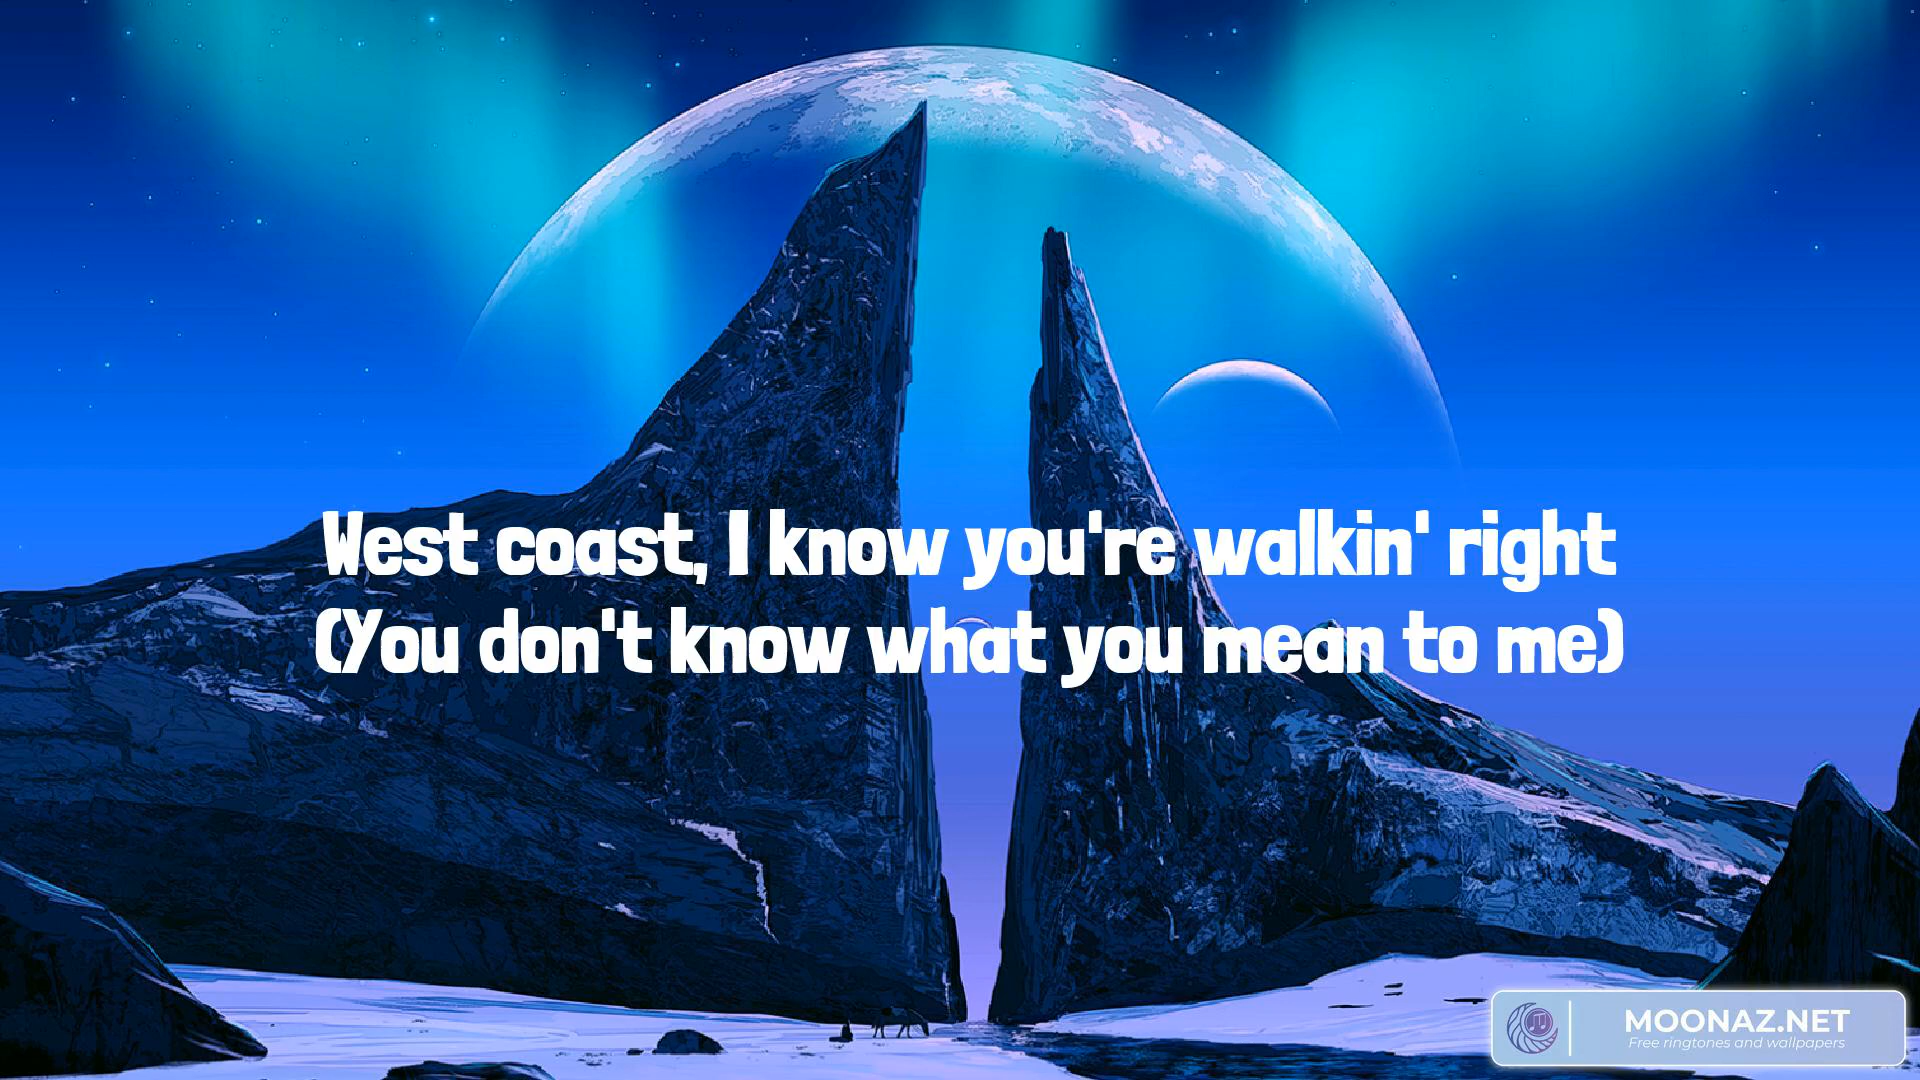 West coast, I know you're walkin' right
(You don't know what you mean to me)
MOONAZ.NET
Free ringtones and wallpapers